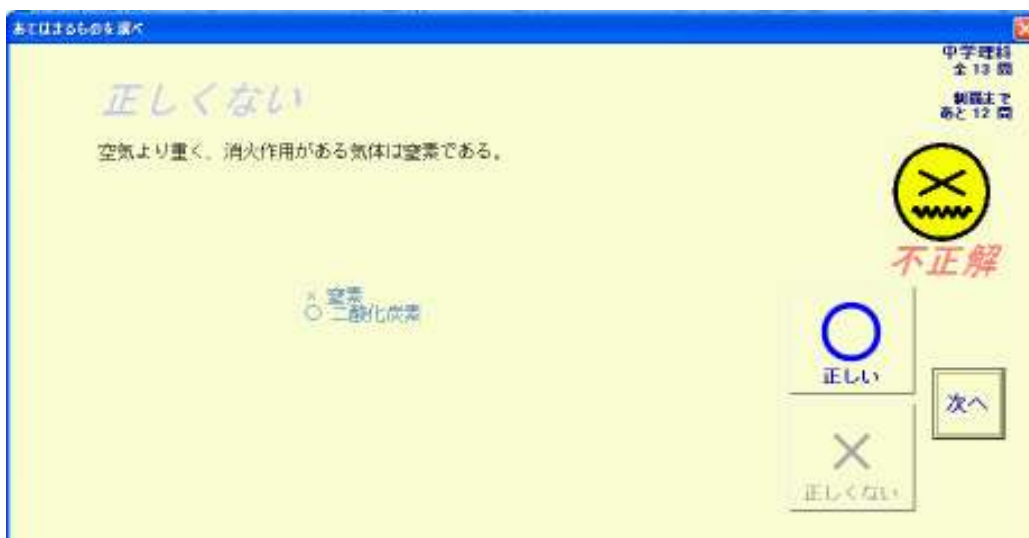 あてはまるものを選べ
中学理科
全 13 問
制覇まで
あと 12 問
正しくない
空気より重く、消火作用がある気体は窒素である。
不正解
× 窒素
○ 二酸化炭素
正しい
次へ
正しくない